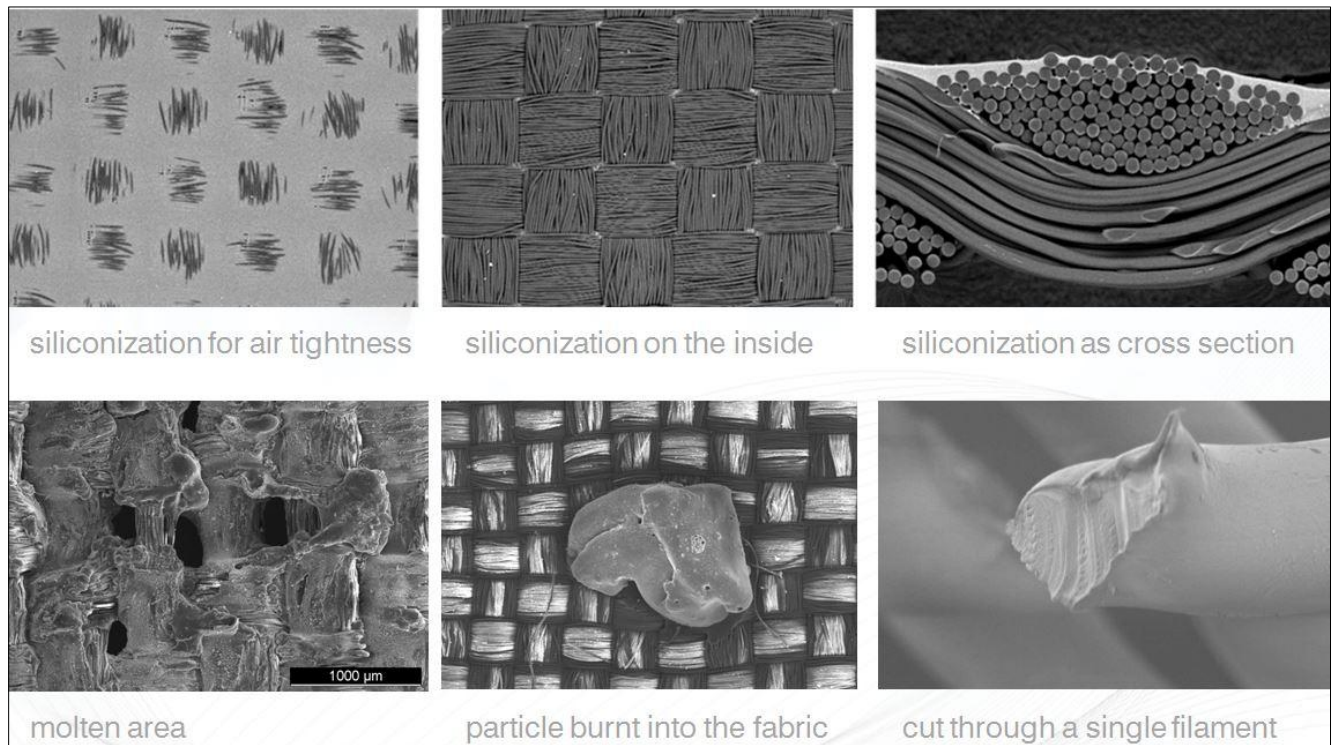 siliconization for air tightness
siliconization on the inside
siliconization as cross section
1000 µm
molten area
particle burnt into the fabric
cut through a single filament